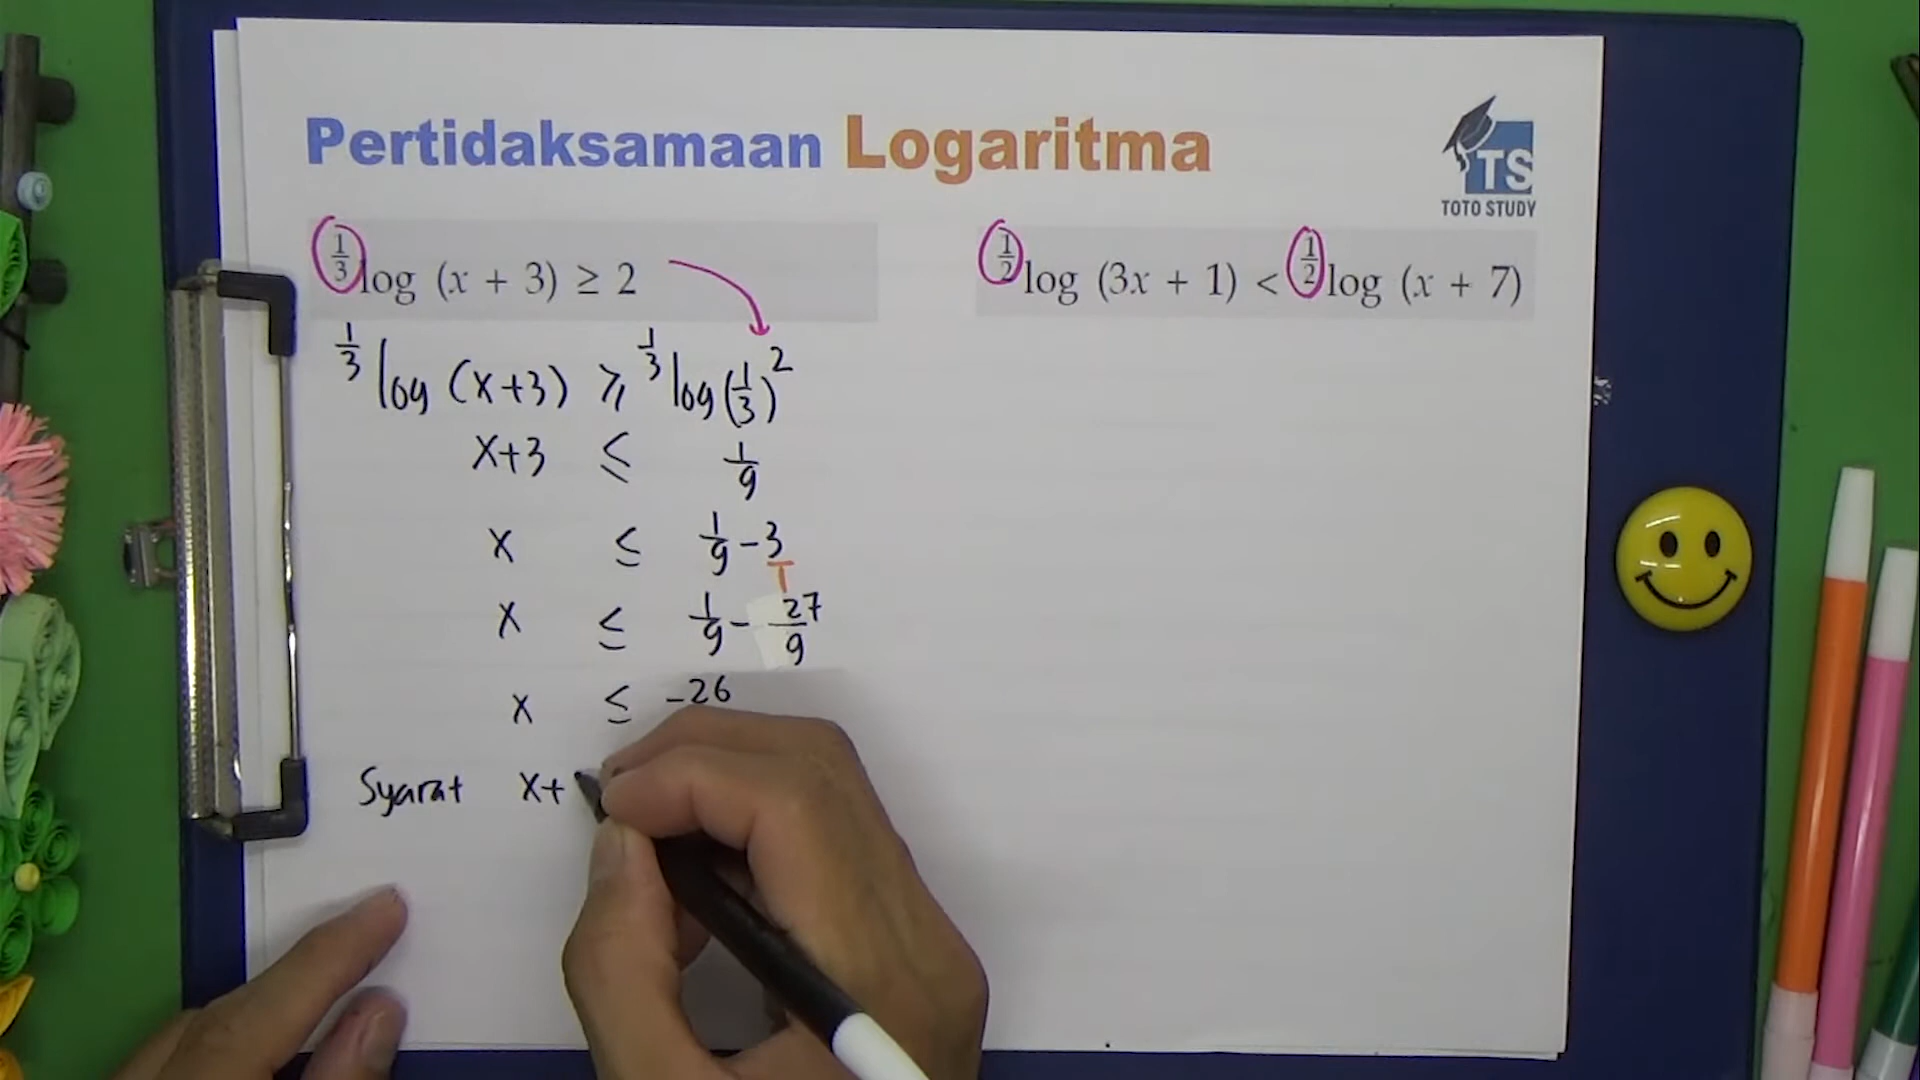 Pertidaksamaan Logaritma
TS
TOTO STUDY
1/3 log (x + 3) ≥ 2
1/3 log (x+3) ≥ 1/3 log (1/3)²
x+3 ≤ 1/9
x ≤ 1/9 - 3
x ≤ 1/9 - 27/9
x ≤ -26
Syarat x+
1/2 log (3x + 1) < 1/2 log (x + 7)